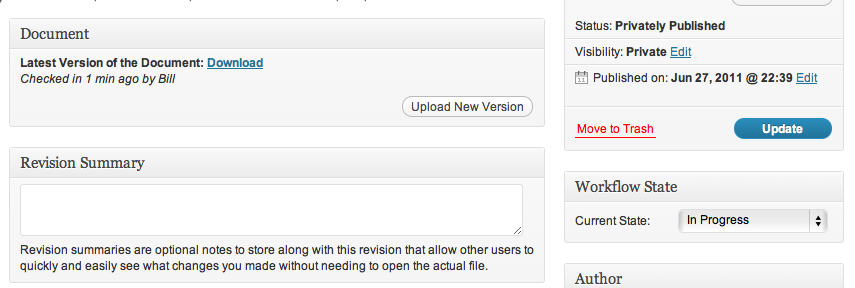 Document
Latest Version of the Document: Download
Checked in 1 min ago by Bill
Upload New Version
Revision Summary
Revision summaries are optional notes to store along with this revision that allow other users to
quickly and easily see what changes you made without needing to open the actual file.
Status: Privately Published
Visibility: Private Edit
Published on: Jun 27, 2011 @ 22:39 Edit
Move to Trash
Update
Workflow State
Current State: In Progress
Author